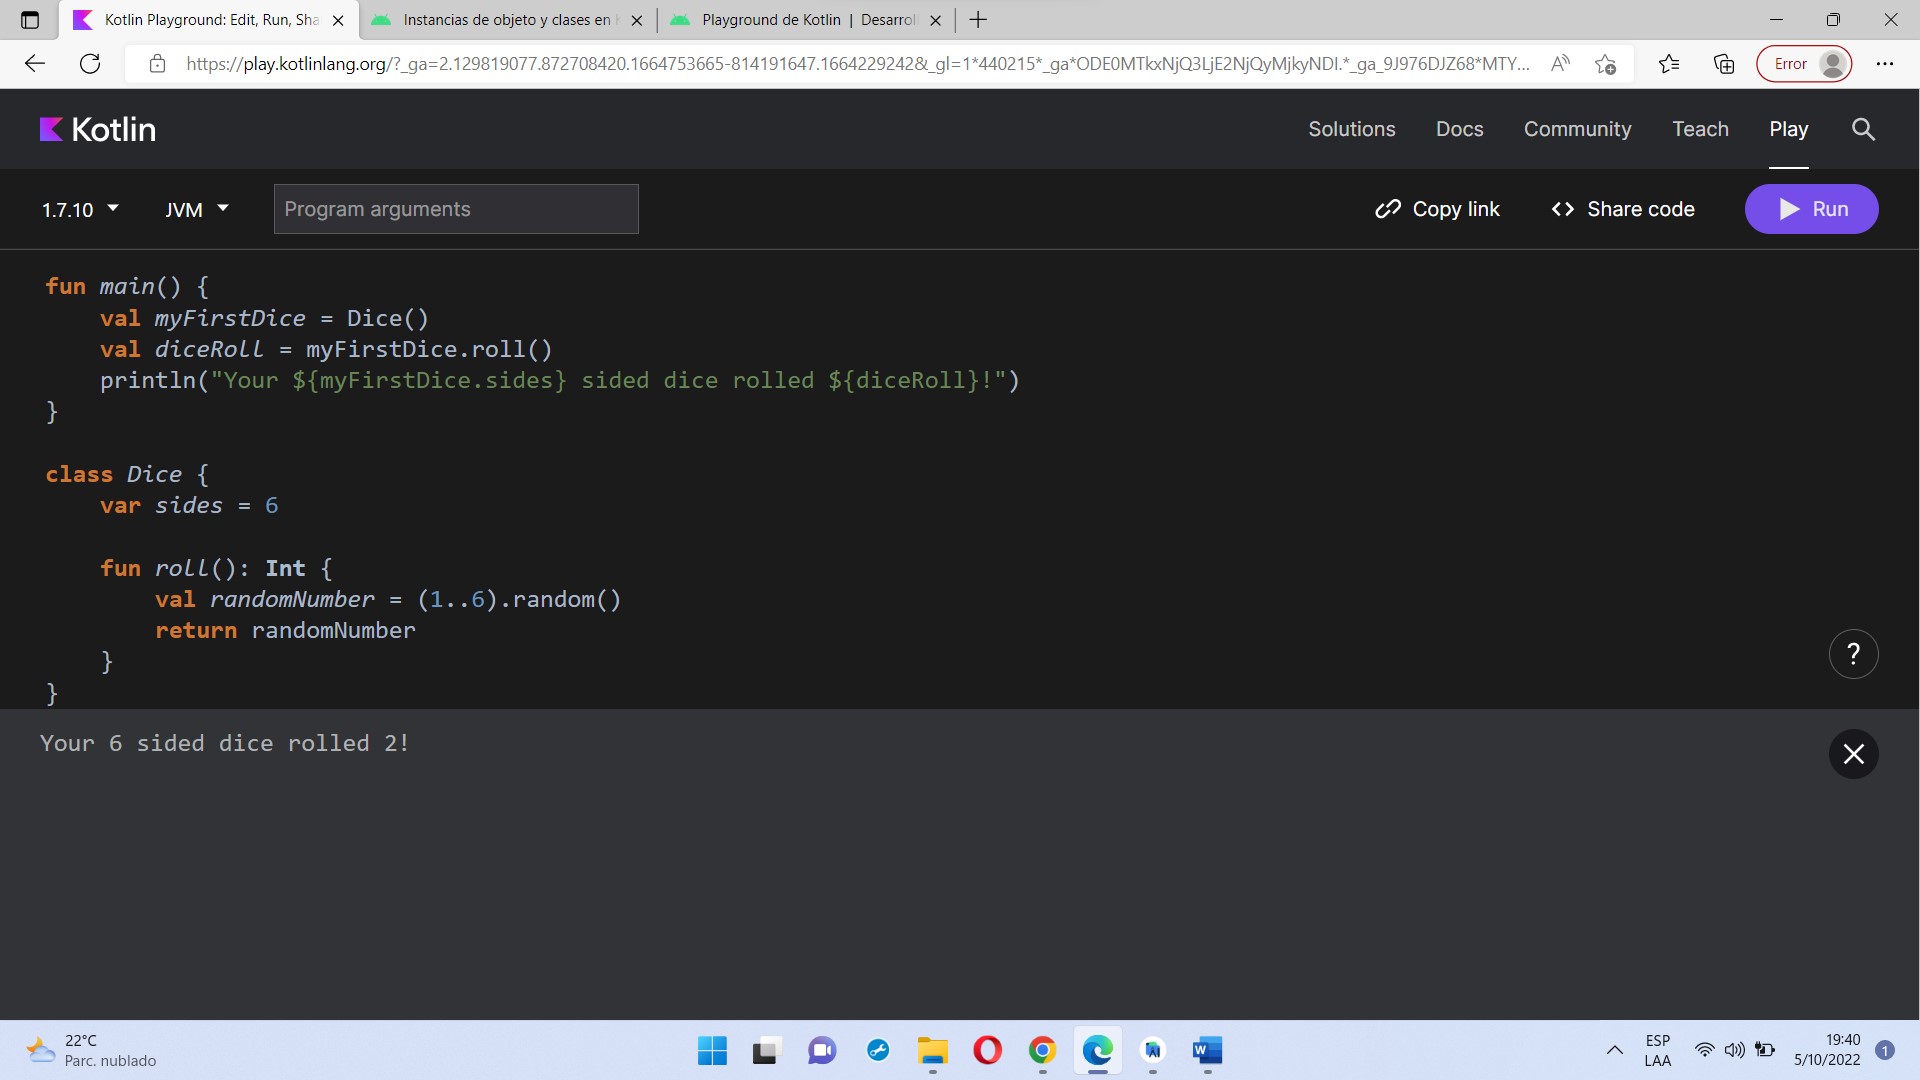 Kotlin Playground: Edit, Run, Sha
Instancias de objeto y clases en
Playground de Kotlin | Desarrol
https://play.kotlinlang.org/?_ga=2.129819077.872708420.1664753665-814191647.1664229242&_gl=1*440215*_ga*ODE0MTkxNjQ3LjE2NjQyMjkyNDI.*_ga_9J976DJZ68*MTY...
Error
Kotlin
Solutions
Docs
Community
Teach
Play
1.7.10
JVM
Program arguments
Copy link
<> Share code
Run
fun main() {
    val myFirstDice = Dice()
    val diceRoll = myFirstDice.roll()
    println("Your ${myFirstDice.sides} sided dice rolled ${diceRoll}!")
}
class Dice {
    var sides = 6
    fun roll(): Int {
        val randomNumber = (1..6).random()
        return randomNumber
    }
}
?
Your 6 sided dice rolled 2!
22°C
Parc. nublado
ESP
LAA
19:40
5/10/2022
1